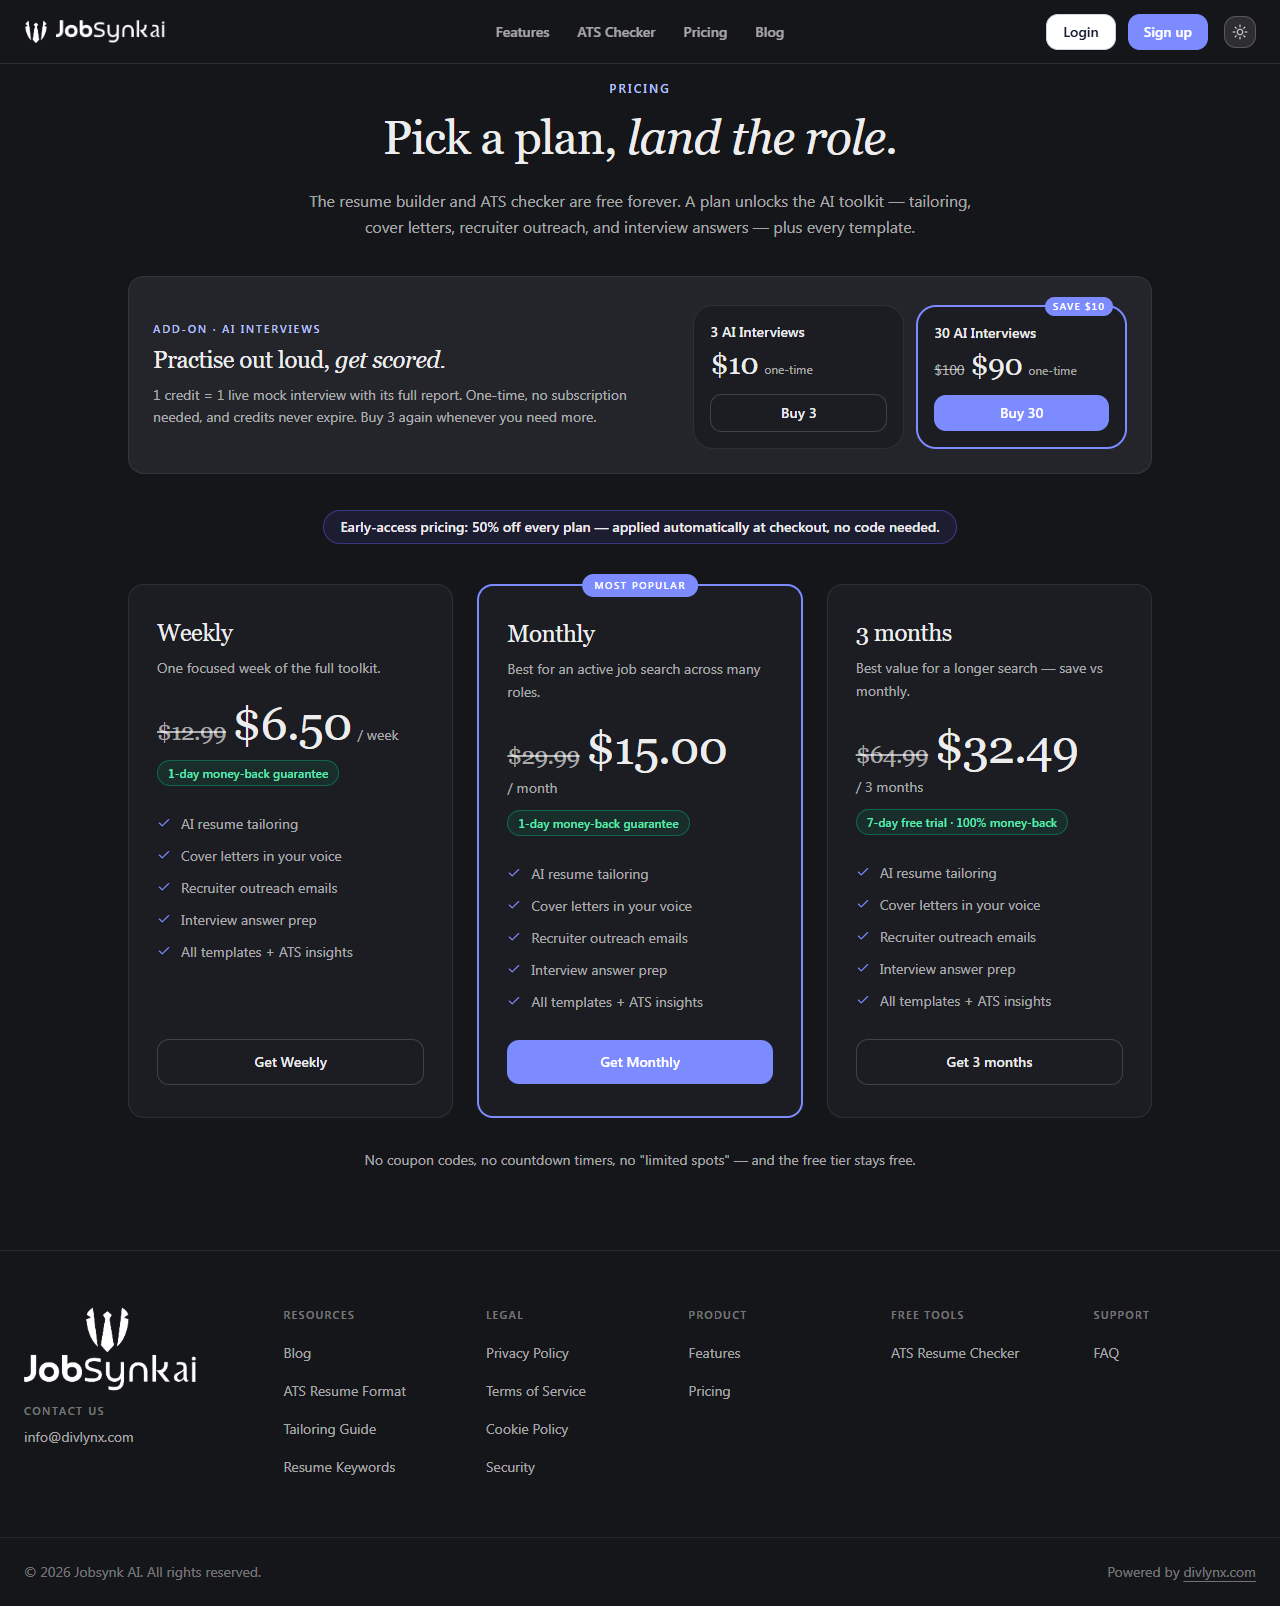 JobSynkai
Features
ATS Checker
Pricing
Blog
Login
Sign up
PRICING
Pick a plan, land the role.
The resume builder and ATS checker are free forever. A plan unlocks the AI toolkit — tailoring,
cover letters, recruiter outreach, and interview answers — plus every template.
ADD-ON · AI INTERVIEWS
Practise out loud, get scored.
1 credit = 1 live mock interview with its full report. One-time, no subscription
needed, and credits never expire. Buy 3 again whenever you need more.
3 AI Interviews
$10 one-time
Buy 3
SAVE $10
30 AI Interviews
$100 $90 one-time
Buy 30
Early-access pricing: 50% off every plan — applied automatically at checkout, no code needed.
Weekly
One focused week of the full toolkit.
$12.99 $6.50 / week
1-day money-back guarantee
AI resume tailoring
Cover letters in your voice
Recruiter outreach emails
Interview answer prep
All templates + ATS insights
Get Weekly
MOST POPULAR
Monthly
Best for an active job search across many
roles.
$29.99 $15.00
/ month
1-day money-back guarantee
AI resume tailoring
Cover letters in your voice
Recruiter outreach emails
Interview answer prep
All templates + ATS insights
Get Monthly
3 months
Best value for a longer search — save vs
monthly.
$64.99 $32.49
/ 3 months
7-day free trial · 100% money-back
AI resume tailoring
Cover letters in your voice
Recruiter outreach emails
Interview answer prep
All templates + ATS insights
Get 3 months
No coupon codes, no countdown timers, no "limited spots" — and the free tier stays free.
JobSynkai
CONTACT US
info@divlynx.com
RESOURCES
Blog
ATS Resume Format
Tailoring Guide
Resume Keywords
LEGAL
Privacy Policy
Terms of Service
Cookie Policy
Security
PRODUCT
Features
Pricing
FREE TOOLS
ATS Resume Checker
SUPPORT
FAQ
© 2026 Jobsynk AI. All rights reserved.
Powered by divlynx.com